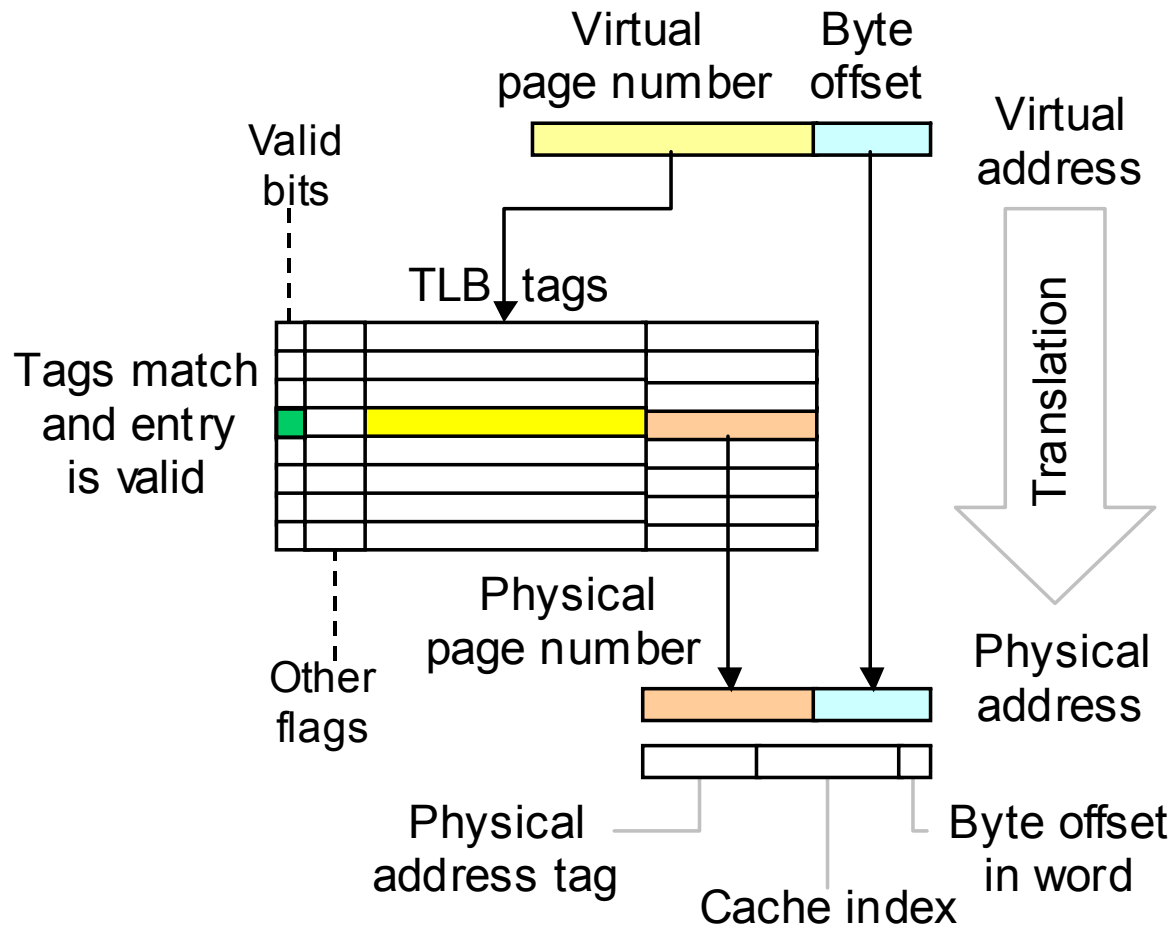 Virtual
page number
Byte
offset
Virtual
address
Valid
bits
TLB tags
Tags match
and entry
is valid
Translation
Physical
page number
Other
flags
Physical
address
Physical
address tag
Byte offset
in word
Cache index